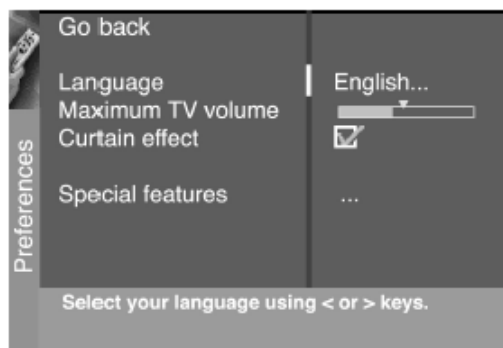 Go back
Language English...
Maximum TV volume
Curtain effect
Special features ...
Preferences
Select your language using < or > keys.